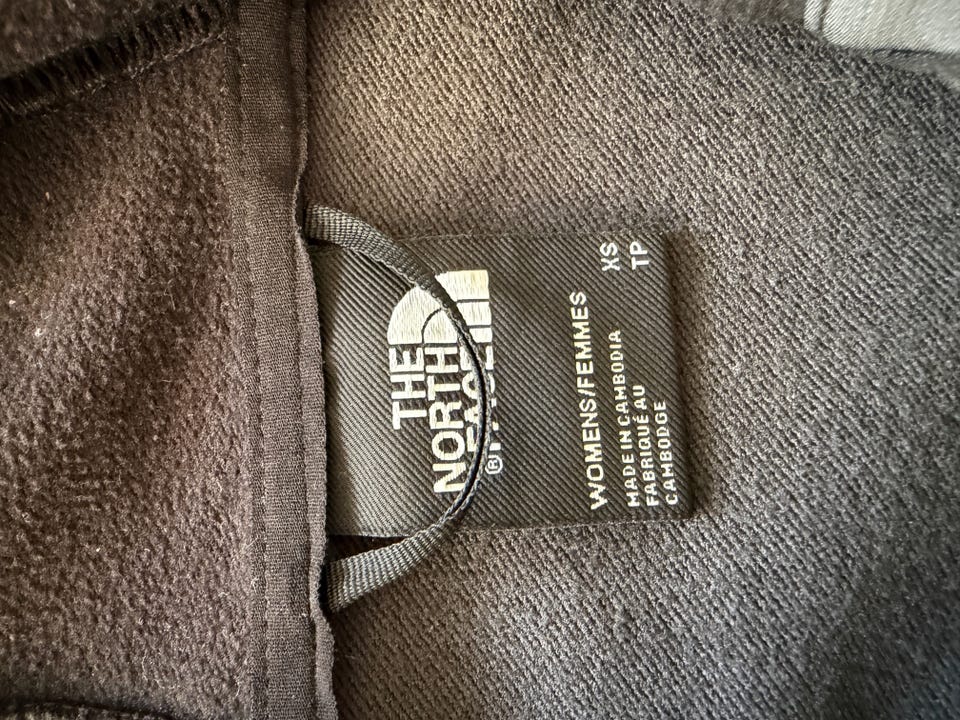 THE
NORTH
FACE
®
WOMENS/FEMMES
XS
MADE IN CAMBODIA
TP
FABRIQUÉ AU
CAMBODGE